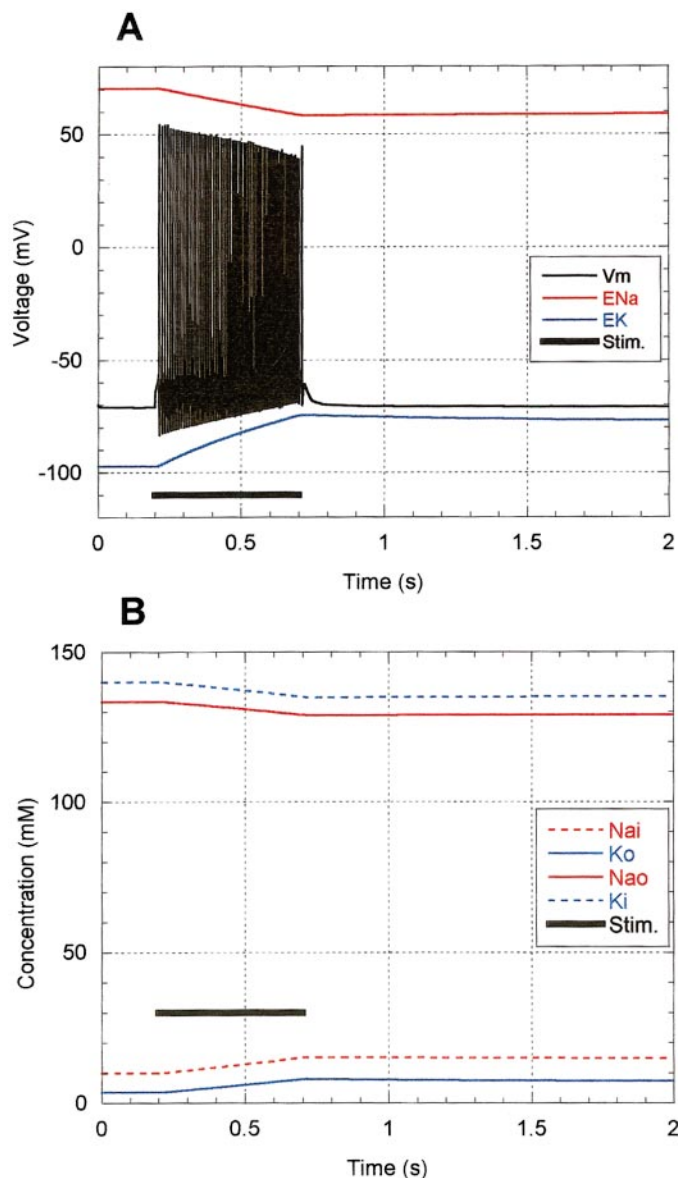 A
Voltage (mV)
50
0
-50
-100
Vm
ENa
EK
Stim.
0
0.5
1
1.5
2
Time (s)
B
Concentration (mM)
150
100
50
0
Nai
Ko
Nao
Ki
Stim.
0
0.5
1
1.5
2
Time (s)